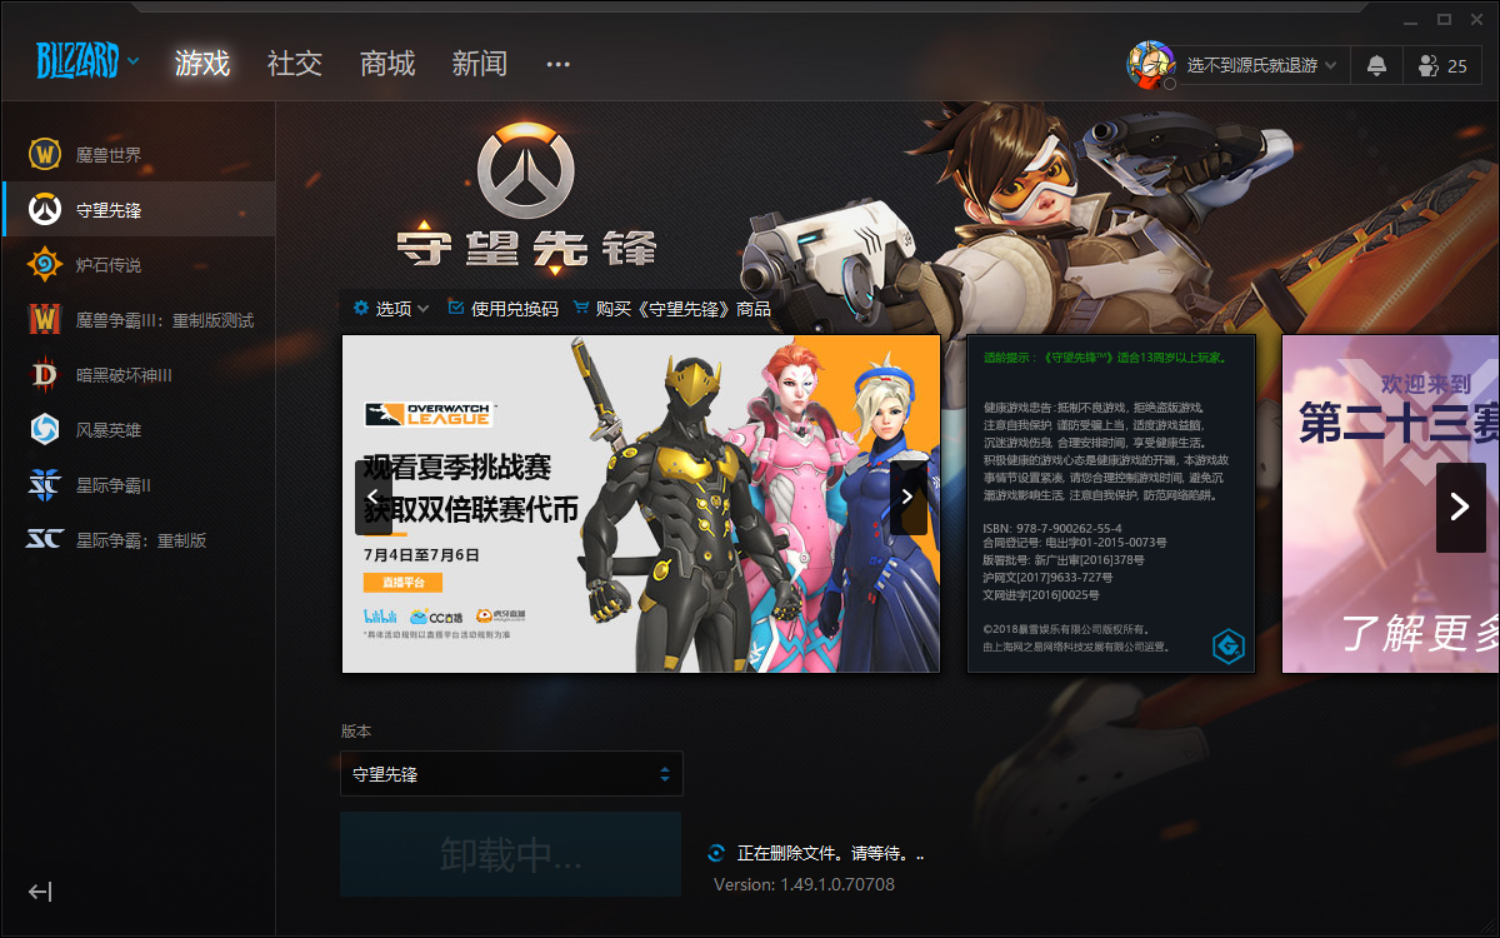 BLIZZARD
游戏
社交
商城
新闻
选不到源氏就退游
25
魔兽世界
守望先锋
炉石传说
魔兽争霸III：重制版测试
暗黑破坏神III
风暴英雄
星际争霸II
星际争霸：重制版
守望先锋
选项
使用兑换码
购买《守望先锋》商品
OVERWATCH
LEAGUE
观看夏季挑战赛
获取双倍联赛代币
7月4日至7月6日
直播平台
bilibili
CC直播
虎牙直播
*具体活动规则以直播平台活动规则为准
适龄提示：《守望先锋™》适合13周岁以上玩家。
健康游戏忠告:抵制不良游戏, 拒绝盗版游戏,
注意自我保护, 谨防受骗上当, 适度游戏益脑,
沉迷游戏伤身, 合理安排时间, 享受健康生活。
积极健康的游戏心态是健康游戏的开端, 本游戏故
事情节设置紧凑, 请您合理控制游戏时间, 避免沉
溺游戏影响生活, 注意自我保护, 防范网络陷阱.
ISBN: 978-7-900262-55-4
合同登记号: 电出字01-2015-0073号
版署批号: 新广出审[2016]378号
沪网文[2017]9633-727号
文网进字[2016]0025号
©2018暴雪娱乐有限公司版权所有。
由上海网之易网络科技发展有限公司运营。
欢迎来到
第二十三赛
了解更多
版本
守望先锋
卸载中...
正在删除文件。请等待。..
Version: 1.49.1.0.70708